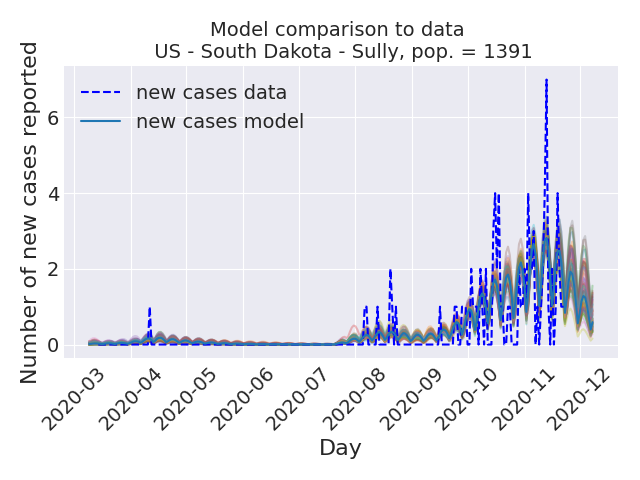 Model comparison to data
US - South Dakota - Sully, pop. = 1391
new cases data
new cases model
Number of new cases reported
6
4
2
0
2020-03
2020-04
2020-05
2020-06
2020-07
2020-08
2020-09
2020-10
2020-11
2020-12
Day